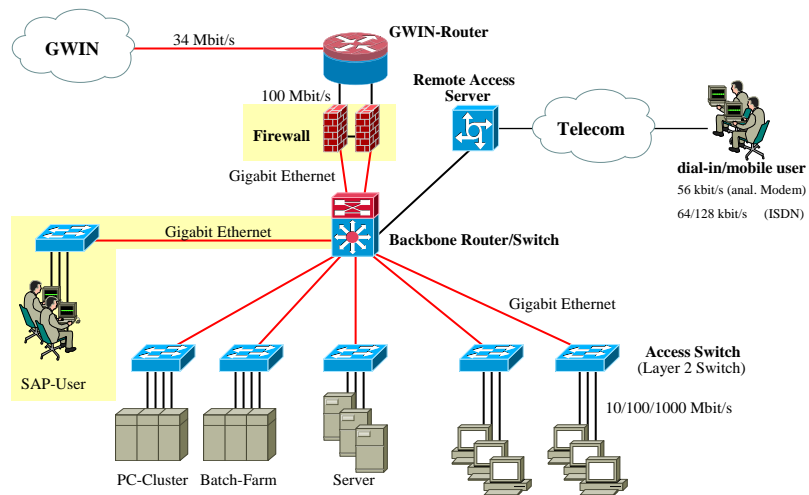 GWIN
34 Mbit/s
GWIN-Router
100 Mbit/s
Remote Access
Server
Firewall
Telecom
dial-in/mobile user
Gigabit Ethernet
56 kbit/s (anal. Modem)
64/128 kbit/s (ISDN)
Gigabit Ethernet
Backbone Router/Switch
Gigabit Ethernet
Access Switch
(Layer 2 Switch)
SAP-User
10/100/1000 Mbit/s
PC-Cluster
Batch-Farm
Server